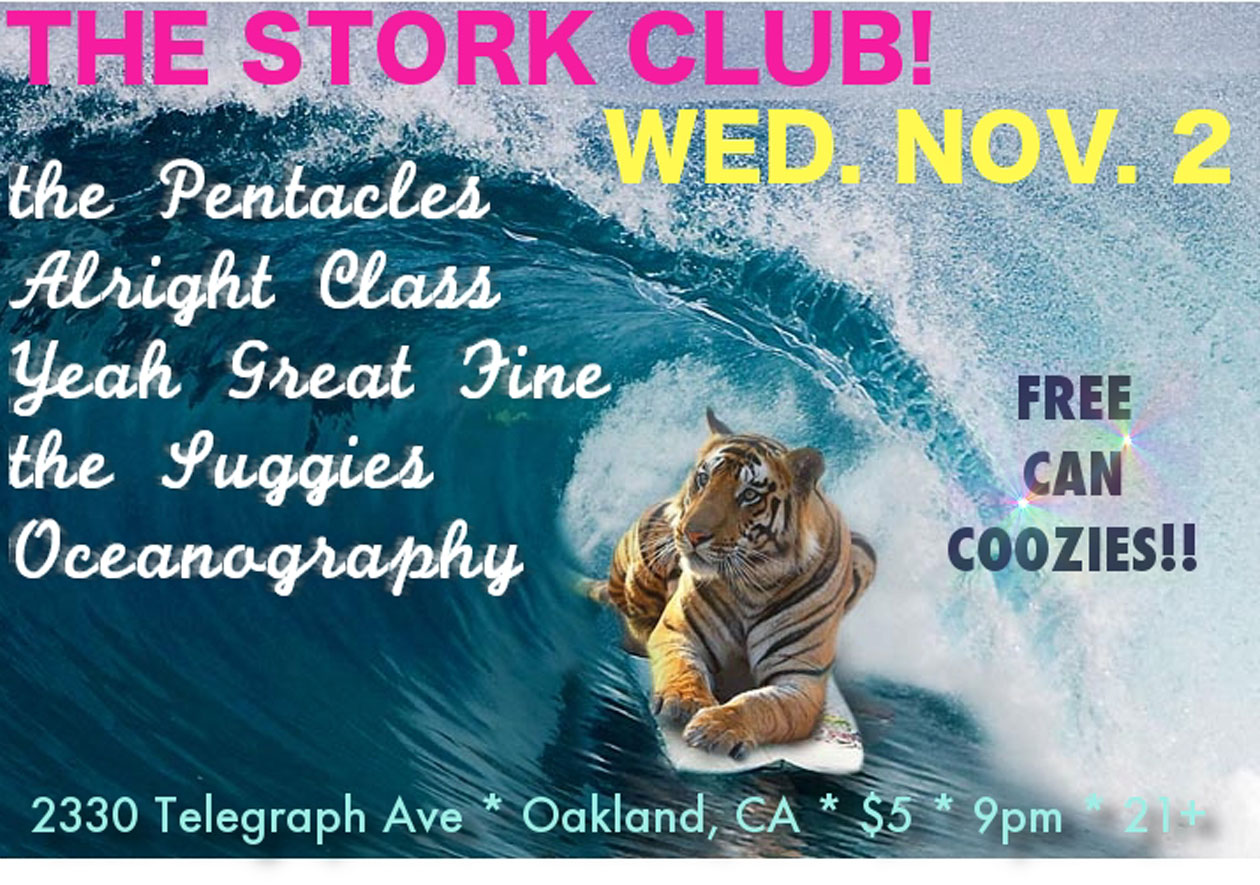 THE STORK CLUB!
WED. NOV. 2
the Pentacles
Alright Class
Yeah Great Fine
the Suggies
Oceanography
FREE
CAN
COOZIES!!
2330 Telegraph Ave * Oakland, CA * $5 * 9pm * 21+